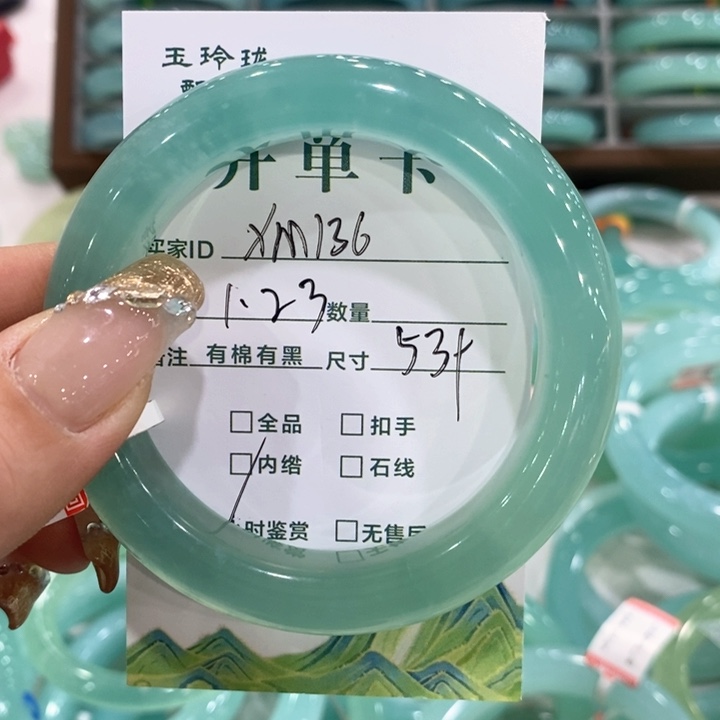 玉玲珑
开单卡
买家ID XM136
1.23 数量
备注 有棉有黑 尺寸 53+
□全品 □扣手
□内绺 □石线
时鉴赏 □无售后